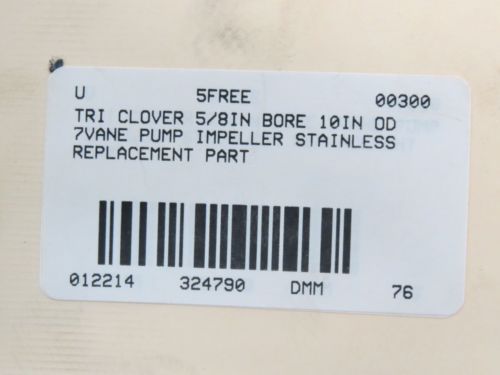 U 5FREE 00300
TRI CLOVER 5/8IN BORE 10IN OD
7VANE PUMP IMPELLER STAINLESS
REPLACEMENT PART
012214 324790 DMM 76